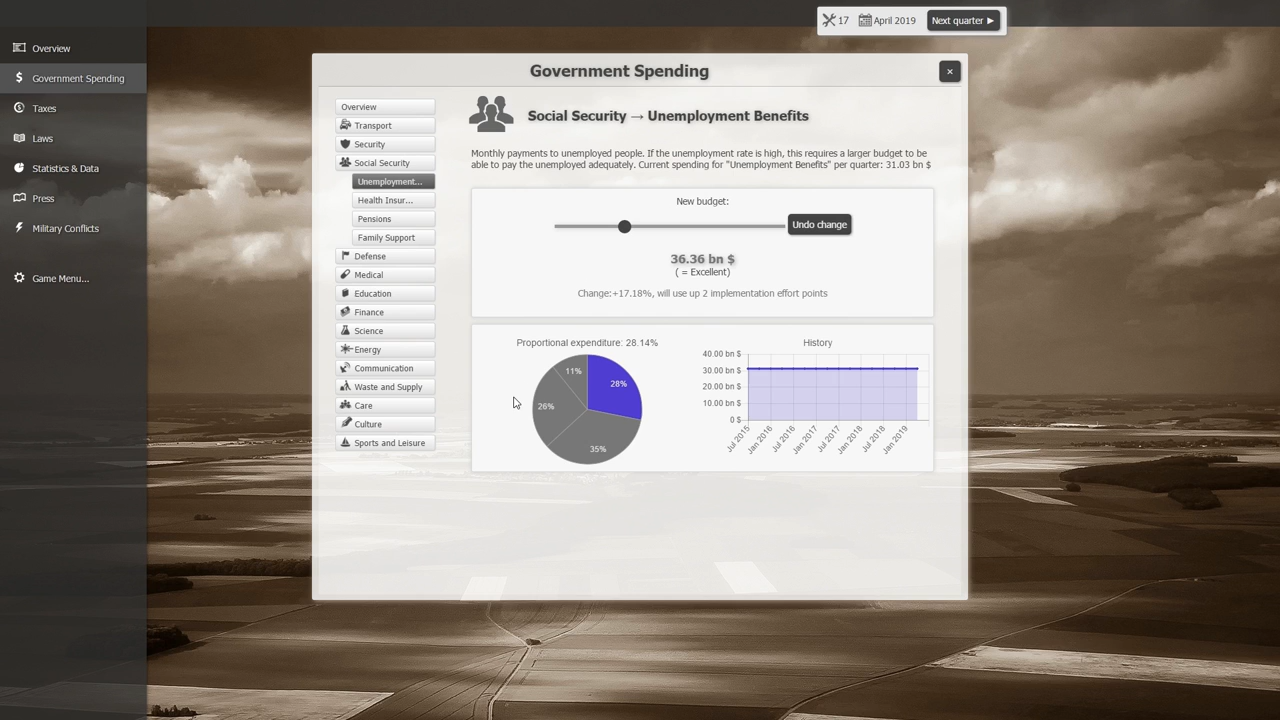 17
April 2019
Next quarter ►
Overview
Government Spending
Taxes
Laws
Statistics & Data
Press
Military Conflicts
Game Menu...
Government Spending
×
Overview
Transport
Security
Social Security
Unemployment...
Health Insur...
Pensions
Family Support
Defense
Medical
Education
Finance
Science
Energy
Communication
Waste and Supply
Care
Culture
Sports and Leisure
Social Security → Unemployment Benefits
Monthly payments to unemployed people. If the unemployment rate is high, this requires a larger budget to be
able to pay the unemployed adequately. Current spending for "Unemployment Benefits" per quarter: 31.03 bn $
New budget:
Undo change
36.36 bn $
( = Excellent)
Change:+17.18%, will use up 2 implementation effort points
Proportional expenditure: 28.14%
11%
28%
26%
35%
History
40.00 bn $
30.00 bn $
20.00 bn $
10.00 bn $
0 $
Jul 2015
Jan 2016
Jul 2016
Jan 2017
Jul 2017
Jan 2018
Jul 2018
Jan 2019